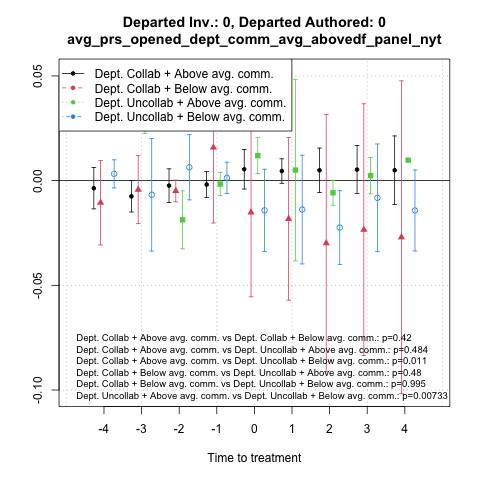 Departed Inv.: 0, Departed Authored: 0
avg_prs_opened_dept_comm_avg_abovedf_panel_nyt
Dept. Collab + Above avg. comm.
Dept. Collab + Below avg. comm.
Dept. Uncollab + Above avg. comm.
Dept. Uncollab + Below avg. comm.
0.05
0.00
-0.05
-0.10
Dept. Collab + Above avg. comm. vs Dept. Collab + Below avg. comm.: p=0.42
Dept. Collab + Above avg. comm. vs Dept. Uncollab + Above avg. comm.: p=0.484
Dept. Collab + Above avg. comm. vs Dept. Uncollab + Below avg. comm.: p=0.011
Dept. Collab + Below avg. comm. vs Dept. Uncollab + Above avg. comm.: p=0.48
Dept. Collab + Below avg. comm. vs Dept. Uncollab + Below avg. comm.: p=0.995
Dept. Uncollab + Above avg. comm. vs Dept. Uncollab + Below avg. comm.: p=0.00733
-4 -3 -2 -1 0 1 2 3 4
Time to treatment